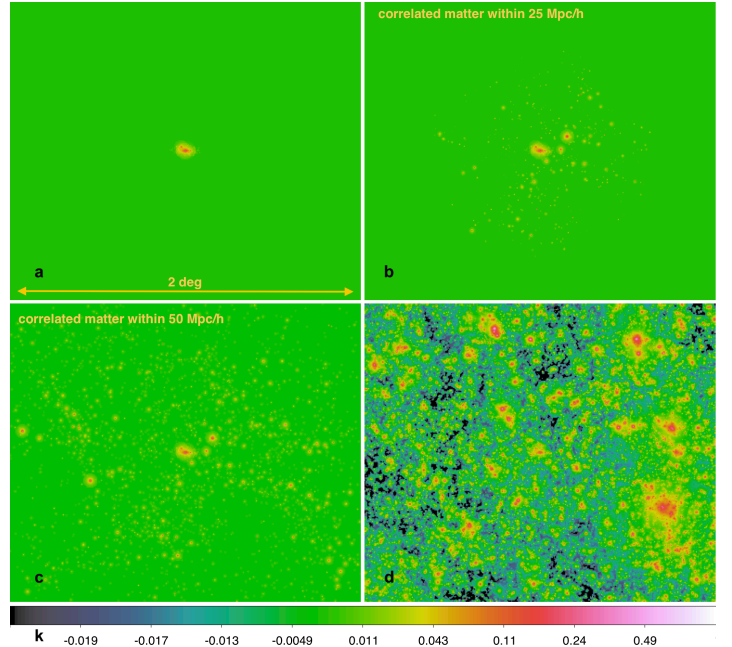 correlated matter within 25 Mpc/h
a
b
2 deg
correlated matter within 50 Mpc/h
c
d
k
-0.019 -0.017 -0.013 -0.0049 0.011 0.043 0.11 0.24 0.49